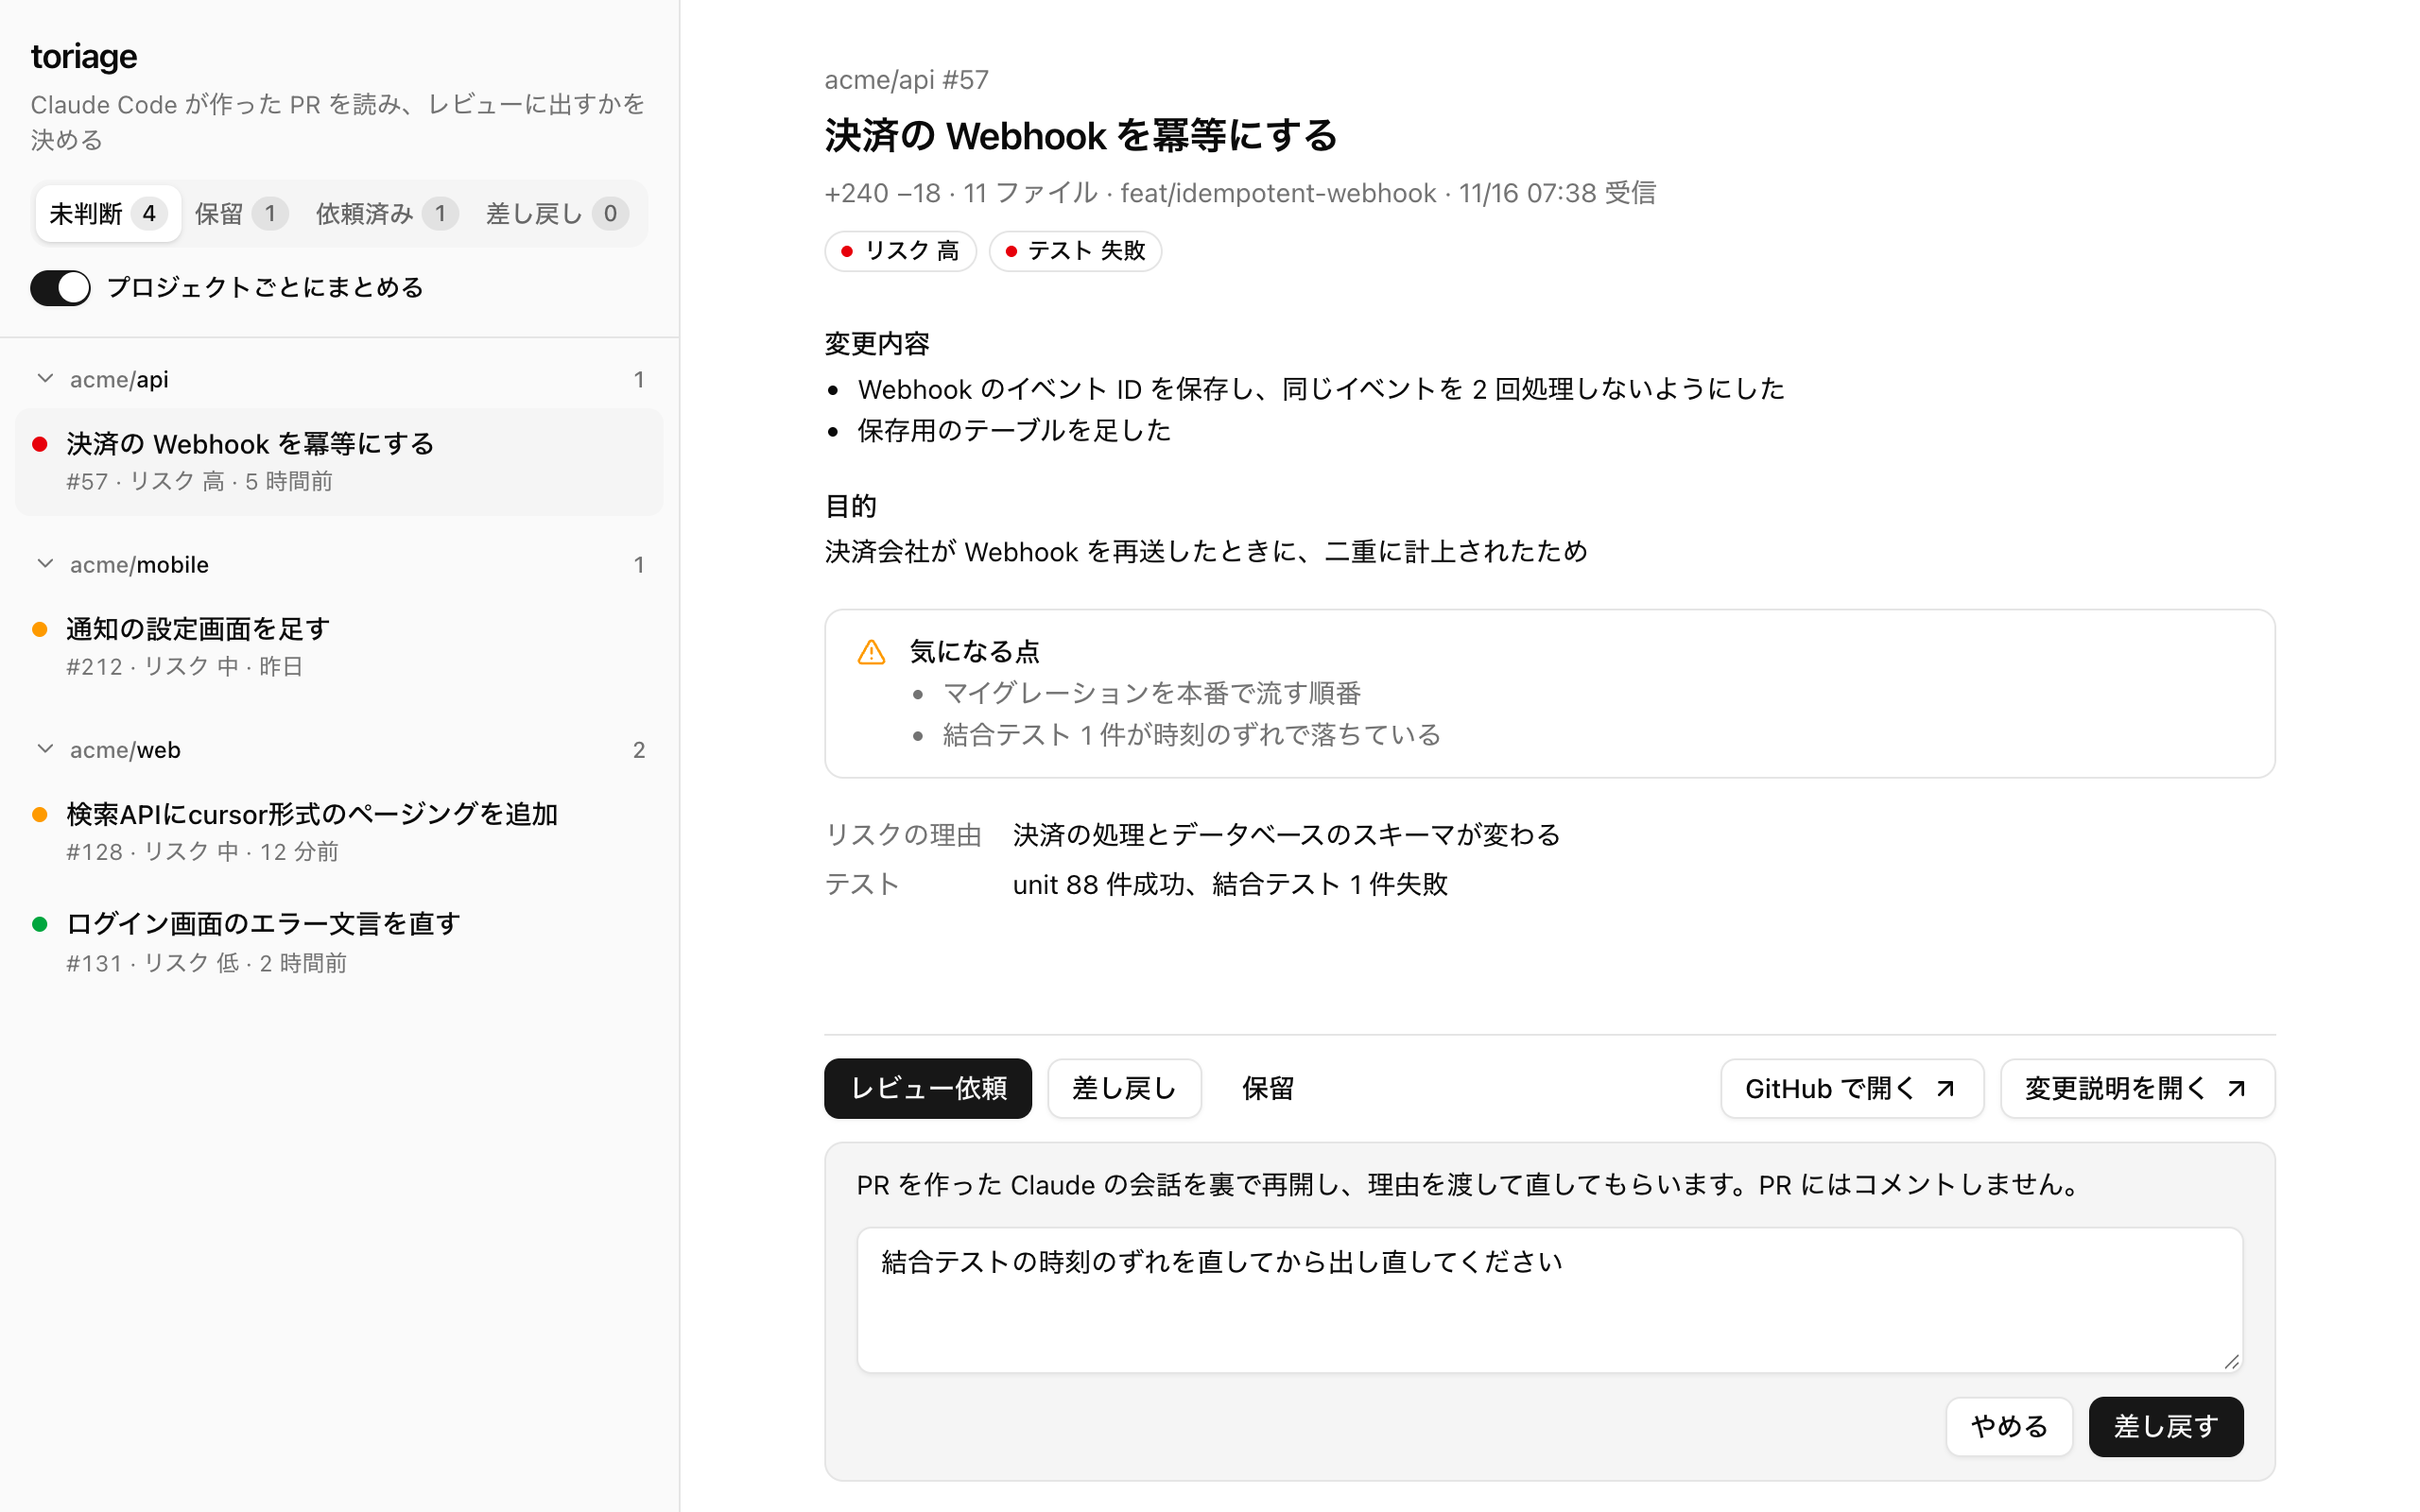 toriage
Claude Code が作った PR を読み、レビューに出すかを
決める
未判断 4 保留 1 依頼済み 1 差し戻し 0
プロジェクトごとにまとめる
acme/api 1
決済の Webhook を冪等にする
#57 · リスク 高 · 5 時間前
acme/mobile 1
通知の設定画面を足す
#212 · リスク 中 · 昨日
acme/web 2
検索APIにcursor形式のページングを追加
#128 · リスク 中 · 12 分前
ログイン画面のエラー文言を直す
#131 · リスク 低 · 2 時間前
acme/api #57
決済の Webhook を冪等にする
+240 −18 · 11 ファイル · feat/idempotent-webhook · 11/16 07:38 受信
リスク 高 テスト 失敗
変更内容
• Webhook のイベント ID を保存し、同じイベントを 2 回処理しないようにした
• 保存用のテーブルを足した
目的
決済会社が Webhook を再送したときに、二重に計上されたため
気になる点
• マイグレーションを本番で流す順番
• 結合テスト 1 件が時刻のずれで落ちている
リスクの理由 決済の処理とデータベースのスキーマが変わる
テスト unit 88 件成功、結合テスト 1 件失敗
レビュー依頼 差し戻し 保留 GitHub で開く 変更説明を開く
PR を作った Claude の会話を裏で再開し、理由を渡して直してもらいます。PR にはコメントしません。
結合テストの時刻のずれを直してから出し直してください
やめる 差し戻す